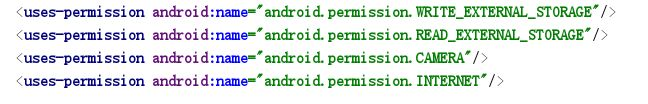 <uses-permission android:name="android.permission.WRITE_EXTERNAL_STORAGE"/>
<uses-permission android:name="android.permission.READ_EXTERNAL_STORAGE"/>
<uses-permission android:name="android.permission.CAMERA"/>
<uses-permission android:name="android.permission.INTERNET"/>